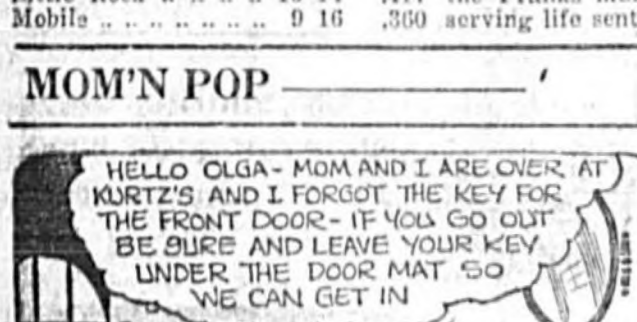 Mobile .. .. .. .. .. .. .. 9 16 .360 serving life sent
MOM'N POP
HELLO OLGA - MOM AND I ARE OVER AT
KURTZ'S AND I FORGOT THE KEY FOR
THE FRONT DOOR - IF YOU GO OUT
BE SURE AND LEAVE YOUR KEY
UNDER THE DOOR MAT SO
WE CAN GET IN